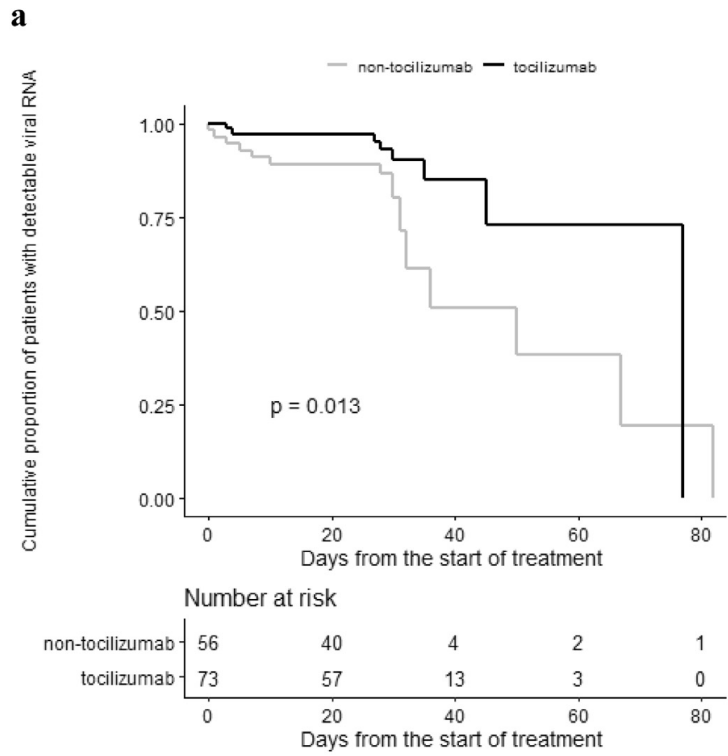 a
non-tocilizumab tocilizumab
Cumulative proportion of patients with detectable viral RNA
1.00
0.75
0.50
0.25
0.00
p = 0.013
0 20 40 60 80
Days from the start of treatment
Number at risk
non-tocilizumab 56 40 4 2 1
tocilizumab 73 57 13 3 0
0 20 40 60 80
Days from the start of treatment